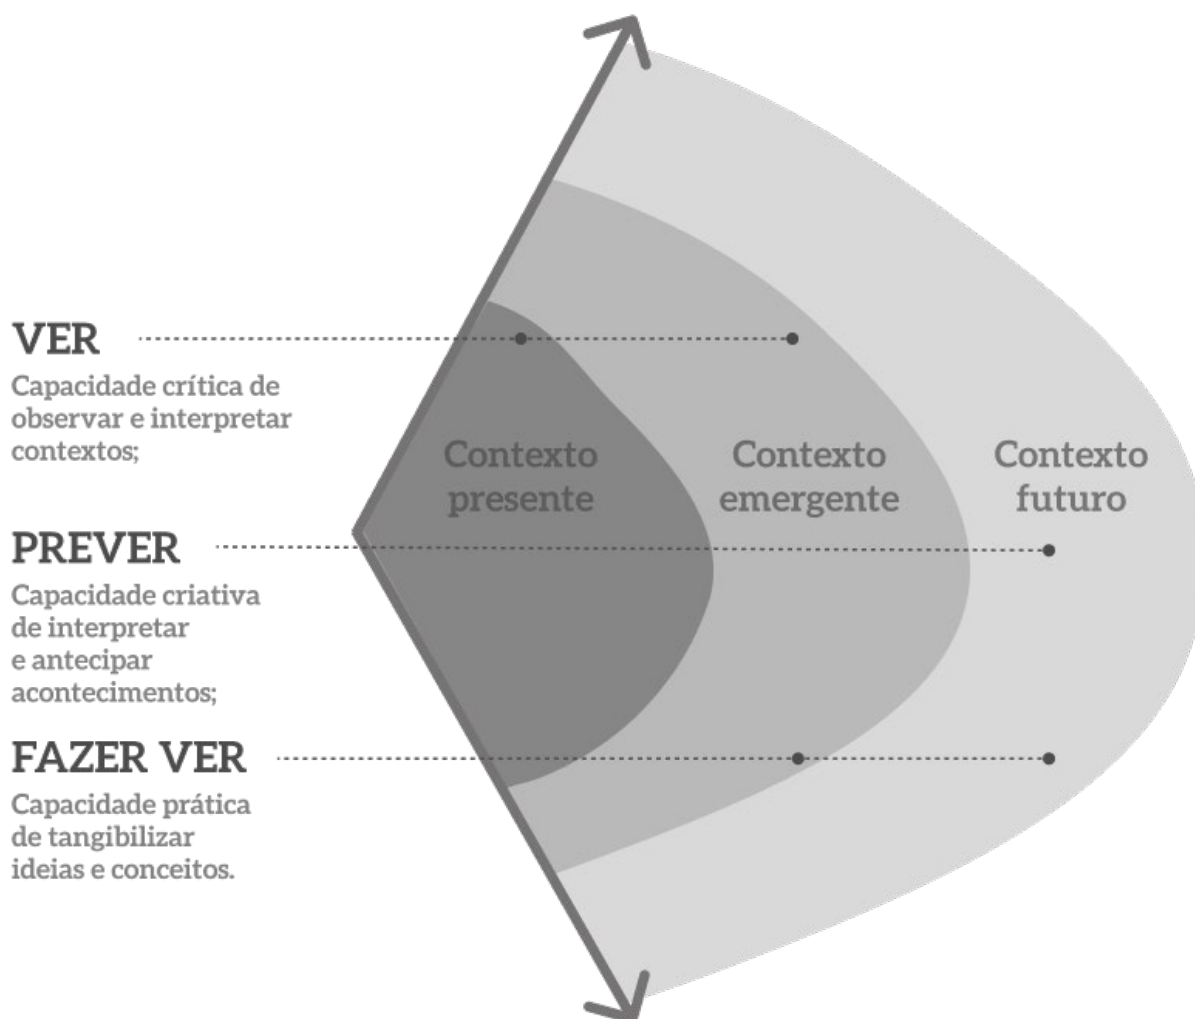 VER
Capacidade crítica de
observar e interpretar
contextos;
Contexto
presente
Contexto
emergente
Contexto
futuro
PREVER
Capacidade criativa
de interpretar
e antecipar
acontecimentos;
FAZER VER
Capacidade prática
de tangibilizar
ideias e conceitos.